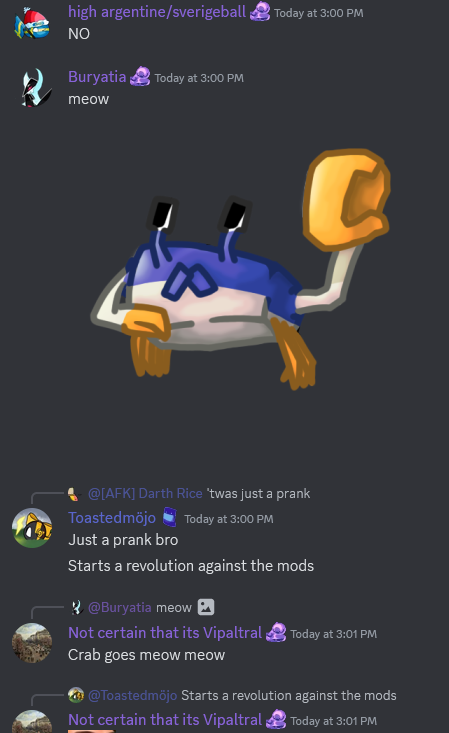 high argentine/sverigeball Today at 3:00 PM
NO
Buryatia Today at 3:00 PM
meow
@[AFK] Darth Rice 'twas just a prank
Toastedmöjo Today at 3:00 PM
Just a prank bro
Starts a revolution against the mods
@Buryatia meow
Not certain that its Vipaltral Today at 3:01 PM
Crab goes meow meow
@Toastedmöjo Starts a revolution against the mods
Not certain that its Vipaltral Today at 3:01 PM